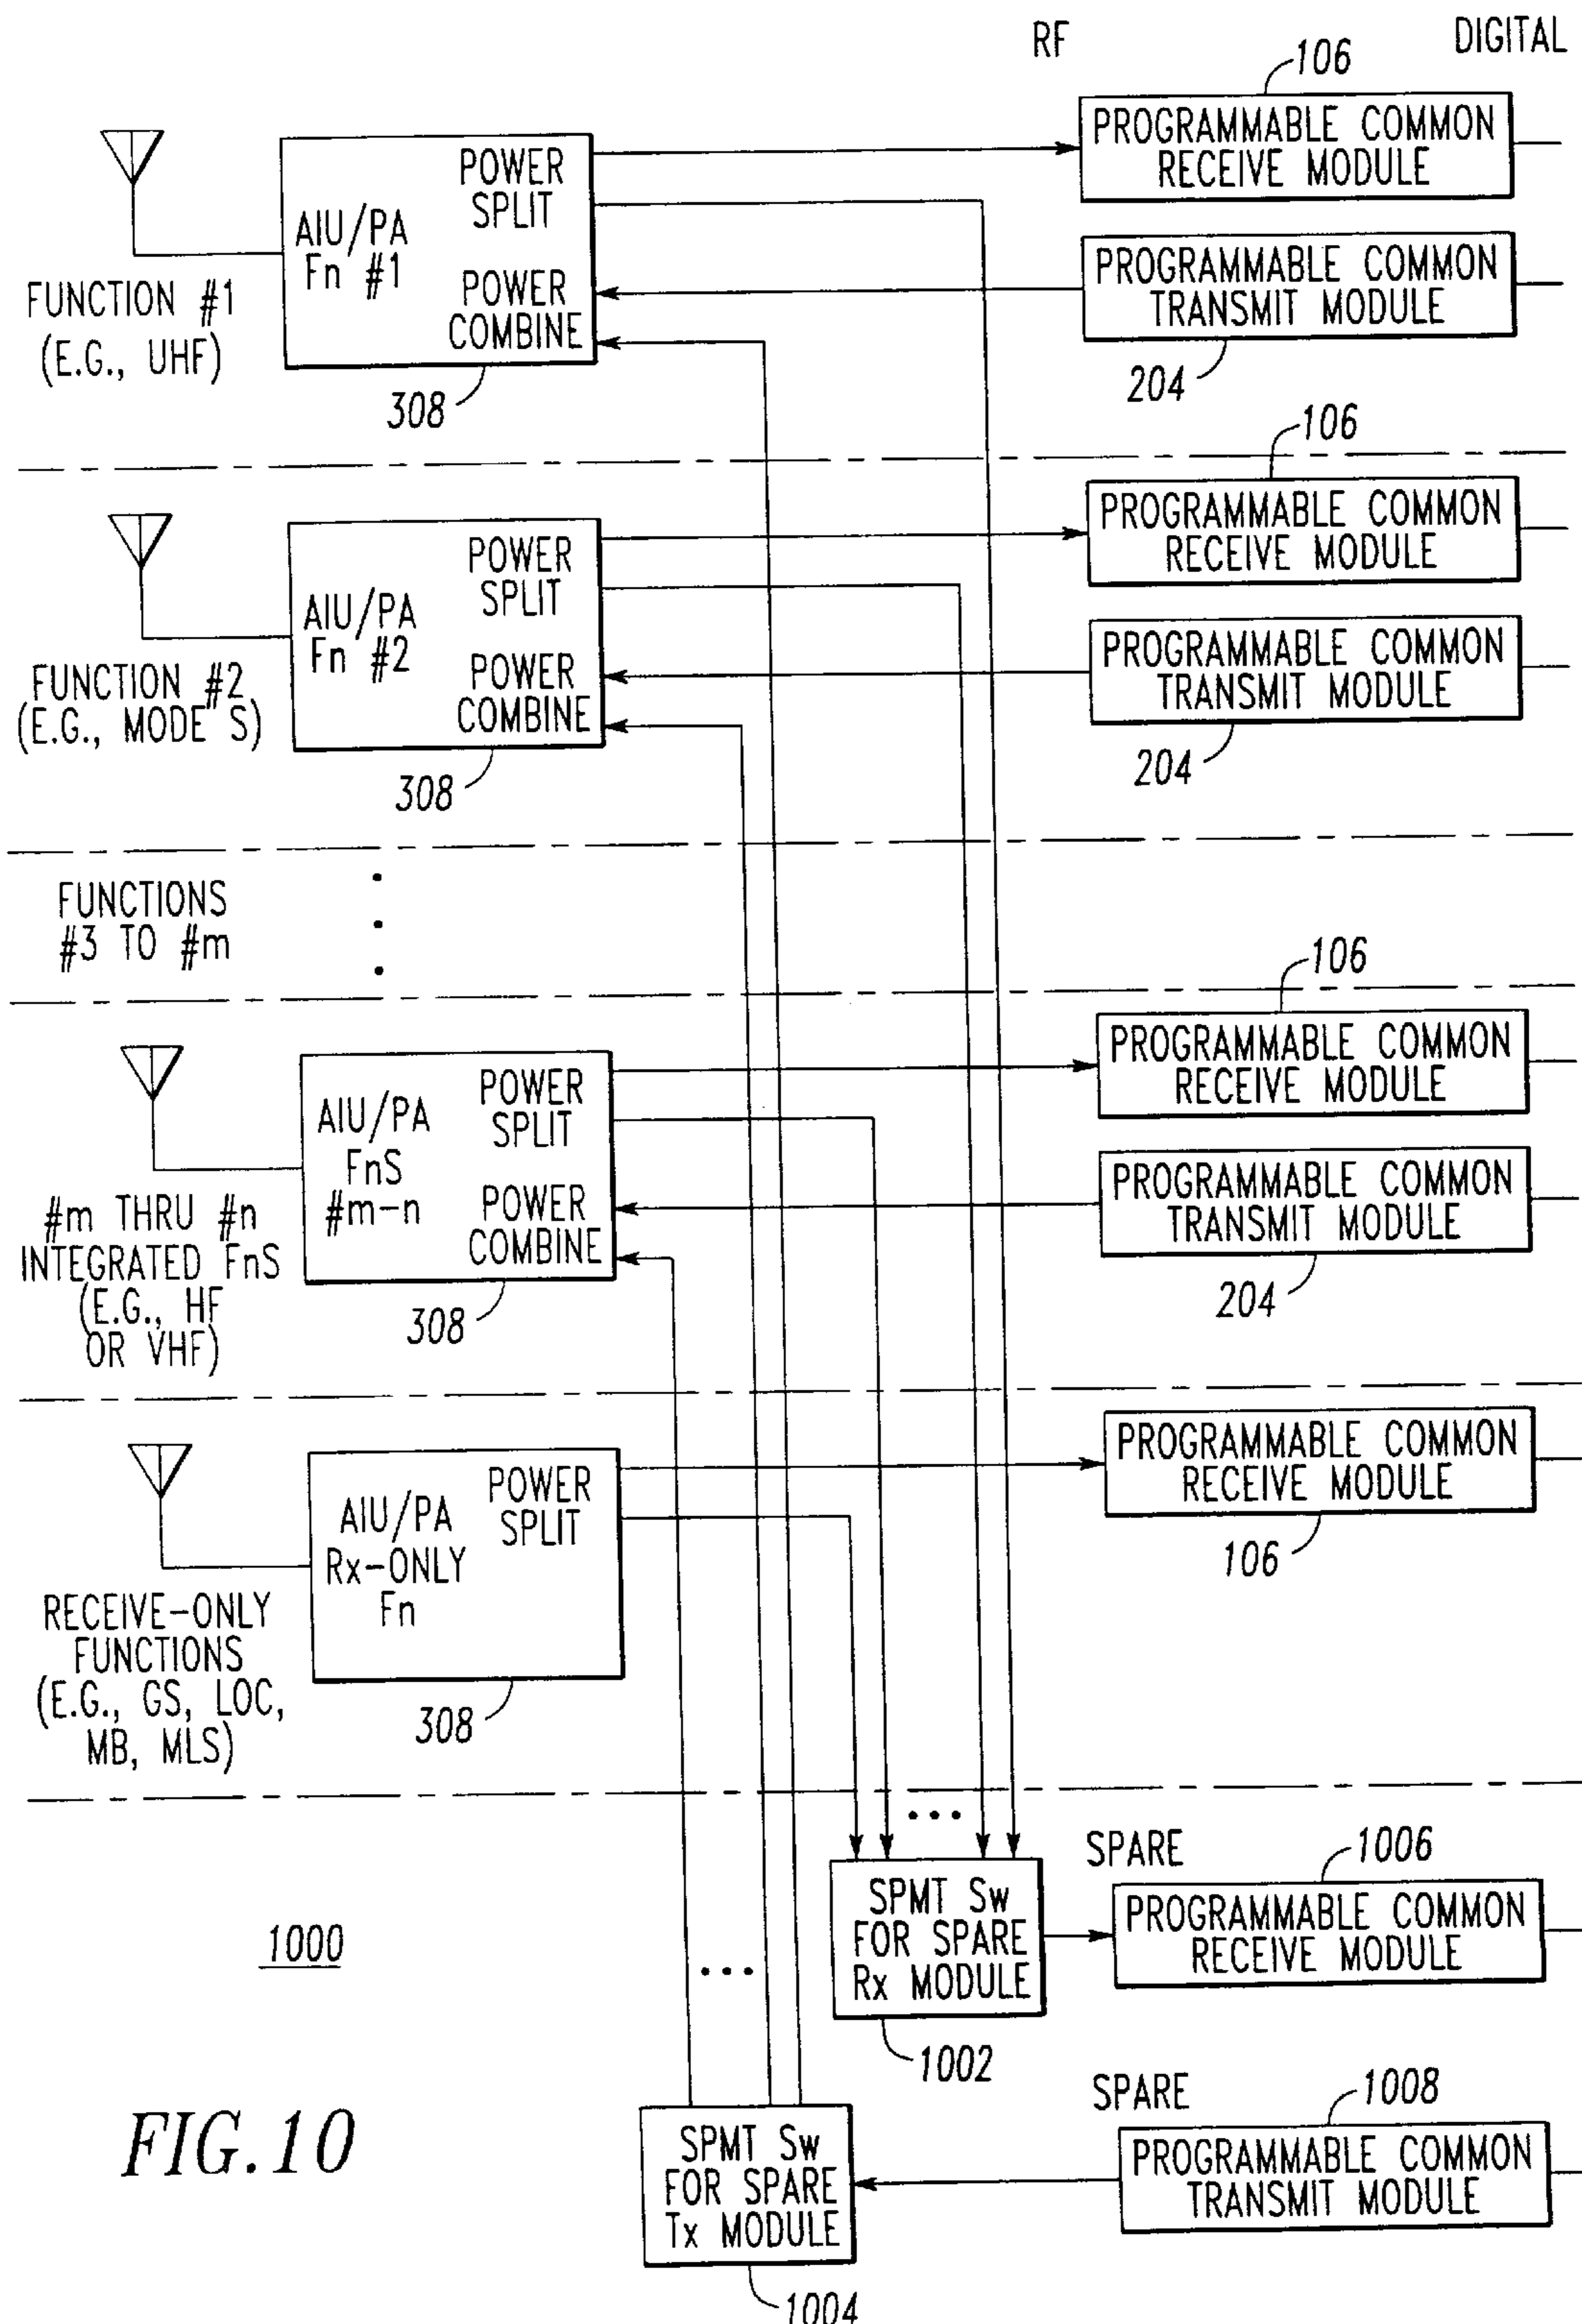 RF
DIGITAL
106
PROGRAMMABLE COMMON
RECEIVE MODULE
POWER
SPLIT
AIU/PA
Fn #1
POWER
COMBINE
308
FUNCTION #1
(E.G., UHF)
PROGRAMMABLE COMMON
TRANSMIT MODULE
204
106
PROGRAMMABLE COMMON
RECEIVE MODULE
POWER
SPLIT
AIU/PA
Fn #2
POWER
COMBINE
308
FUNCTION #2
(E.G., MODE S)
PROGRAMMABLE COMMON
TRANSMIT MODULE
204
FUNCTIONS
#3 TO #m
106
PROGRAMMABLE COMMON
RECEIVE MODULE
POWER
SPLIT
AIU/PA
FnS
#m-n
POWER
COMBINE
308
#m THRU #n
INTEGRATED FnS
(E.G., HF
OR VHF)
PROGRAMMABLE COMMON
TRANSMIT MODULE
204
PROGRAMMABLE COMMON
RECEIVE MODULE
106
POWER
SPLIT
AIU/PA
Rx-ONLY
Fn
308
RECEIVE-ONLY
FUNCTIONS
(E.G., GS, LOC,
MB, MLS)
SPARE
1006
PROGRAMMABLE COMMON
RECEIVE MODULE
SPMT Sw
FOR SPARE
Rx MODULE
1002
1000
SPARE
1008
PROGRAMMABLE COMMON
TRANSMIT MODULE
SPMT Sw
FOR SPARE
Tx MODULE
1004
FIG.10